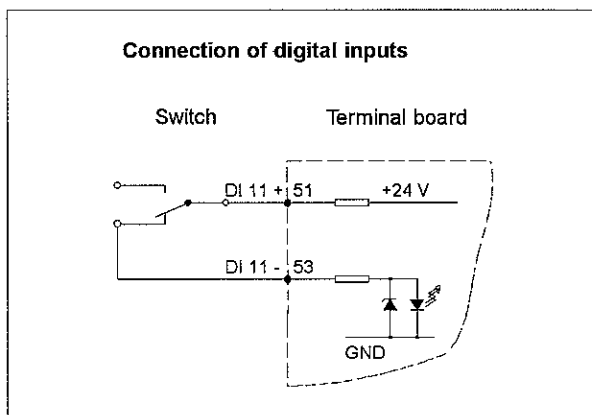 Connection of digital inputs
Switch
Terminal board
DI 11 + 51
+24 V
DI 11 - 53
GND